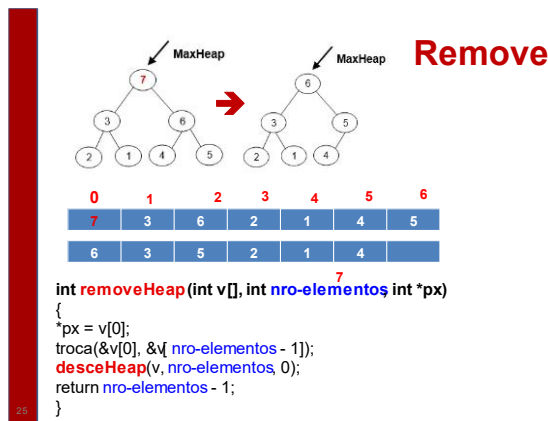 Remove
MaxHeap
MaxHeap
7
6
3
6
3
5
2
1
4
5
2
1
4
0 1 2 3 4 5 6
7 3 6 2 1 4 5
6 3 5 2 1 4
7
int removeHeap(int v[], int nro-elementos, int *px)
{
*px = v[0];
troca(&v[0], &v[ nro-elementos - 1]);
desceHeap(v, nro-elementos, 0);
return nro-elementos - 1;
}
25